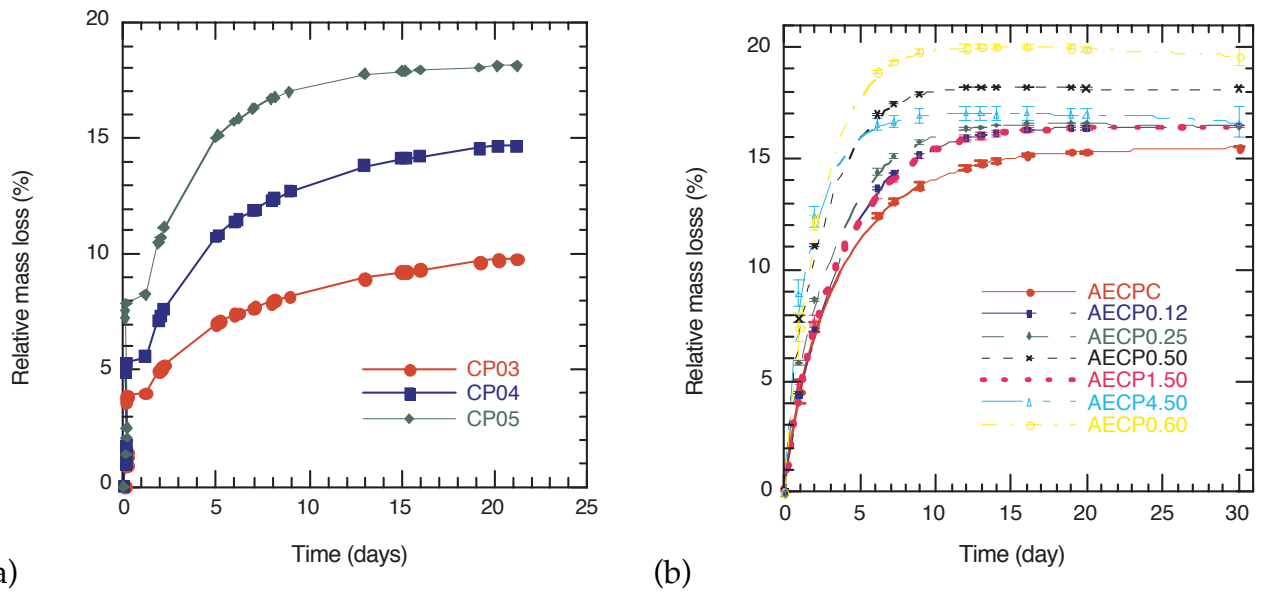 20
15
10
5
0
0 5 10 15 20 25
Relative mass loss (%)
Time (days)
CP03
CP04
CP05
a)
20
15
10
5
0
0 5 10 15 20 25 30
Relative mass losss (%)
Time (day)
AECPC
AECP0.12
AECP0.25
AECP0.50
AECP1.50
AECP4.50
AECP0.60
(b)